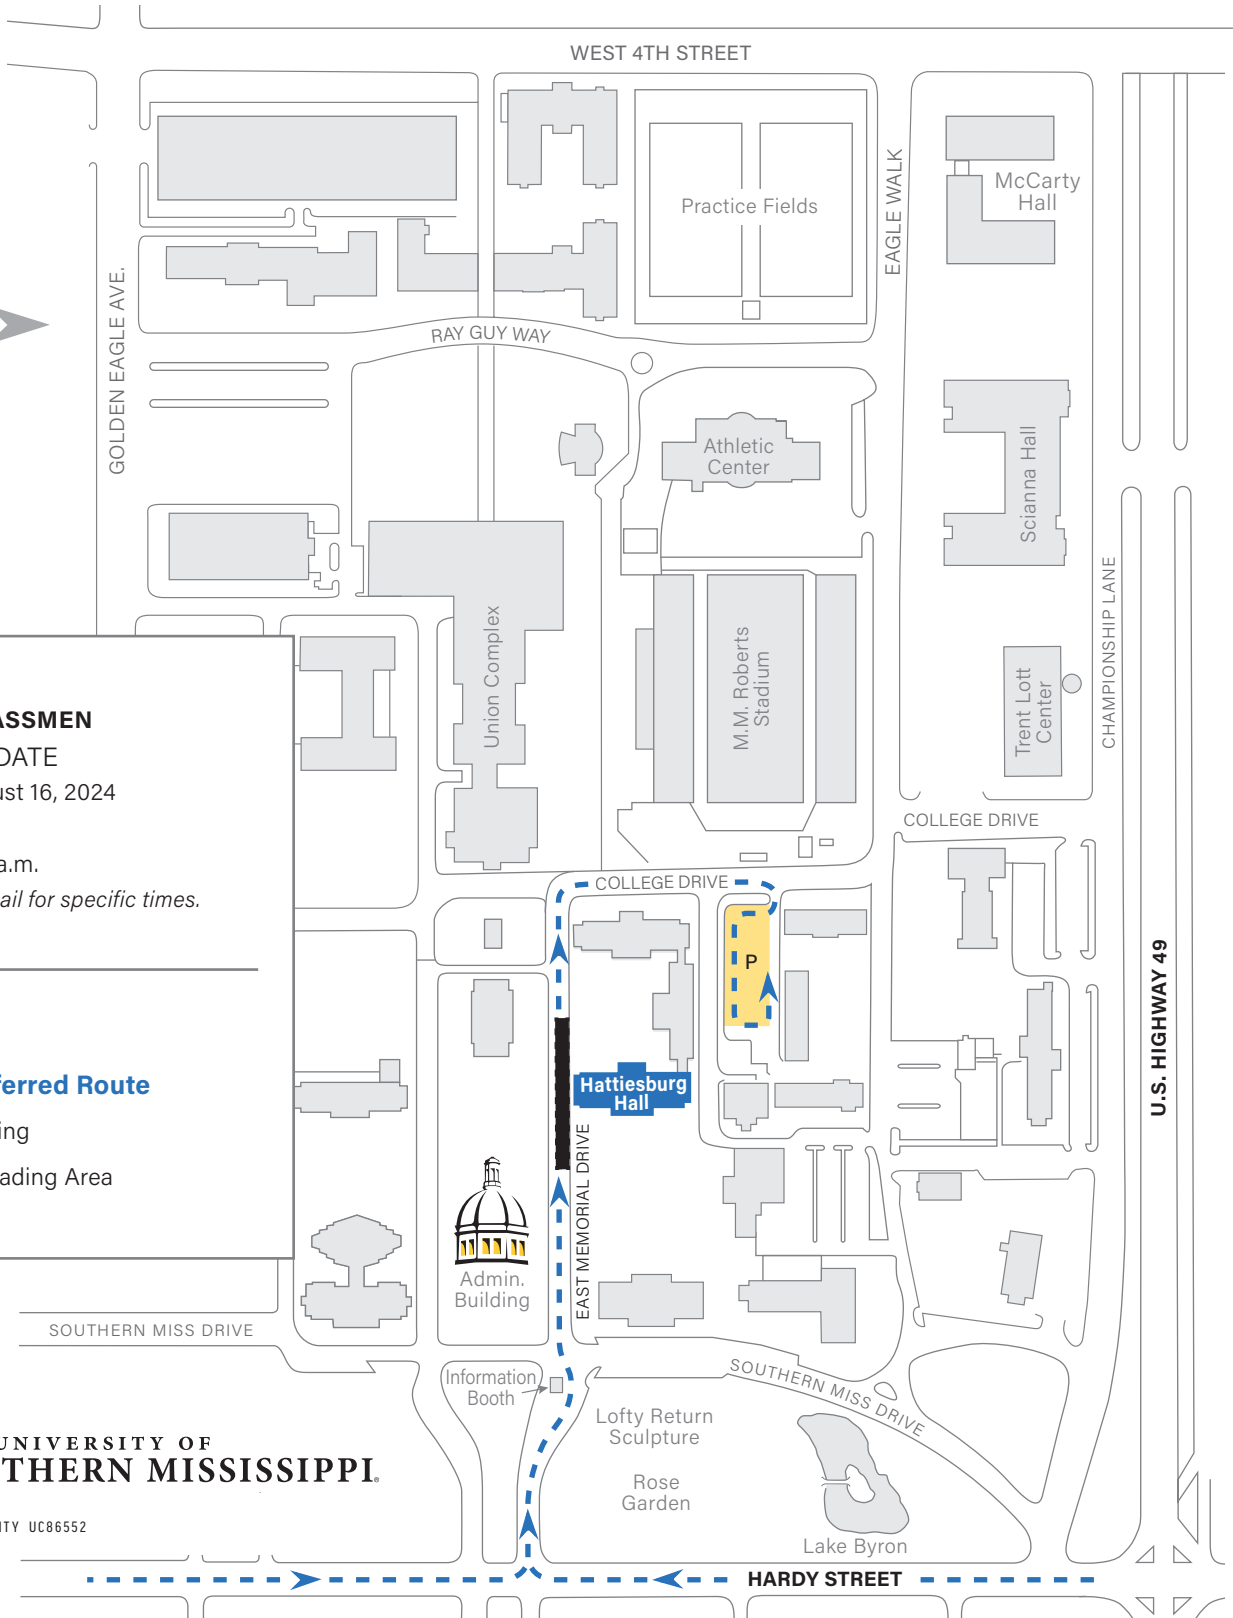 WEST 4TH STREET
EAGLE WALK
McCarty
Hall
Practice Fields
GOLDEN EAGLE AVE.
RAY GUY WAY
Athletic
Center
Scianna Hall
CHAMPIONSHIP LANE
Union Complex
M.M. Roberts
Stadium
Trent Lott
Center
ASSMEN
DATE
ust 16, 2024
a.m.
ail for specific times.
COLLEGE DRIVE
COLLEGE DRIVE
P
U.S. HIGHWAY 49
ferred Route
ing
ading Area
Hattiesburg
Hall
EAST MEMORIAL DRIVE
Admin.
Building
SOUTHERN MISS DRIVE
SOUTHERN MISS DRIVE
Information
Booth
Lofty Return
Sculpture
Rose
Garden
UNIVERSITY OF
THERN MISSISSIPPI
ITY UC86552
Lake Byron
HARDY STREET